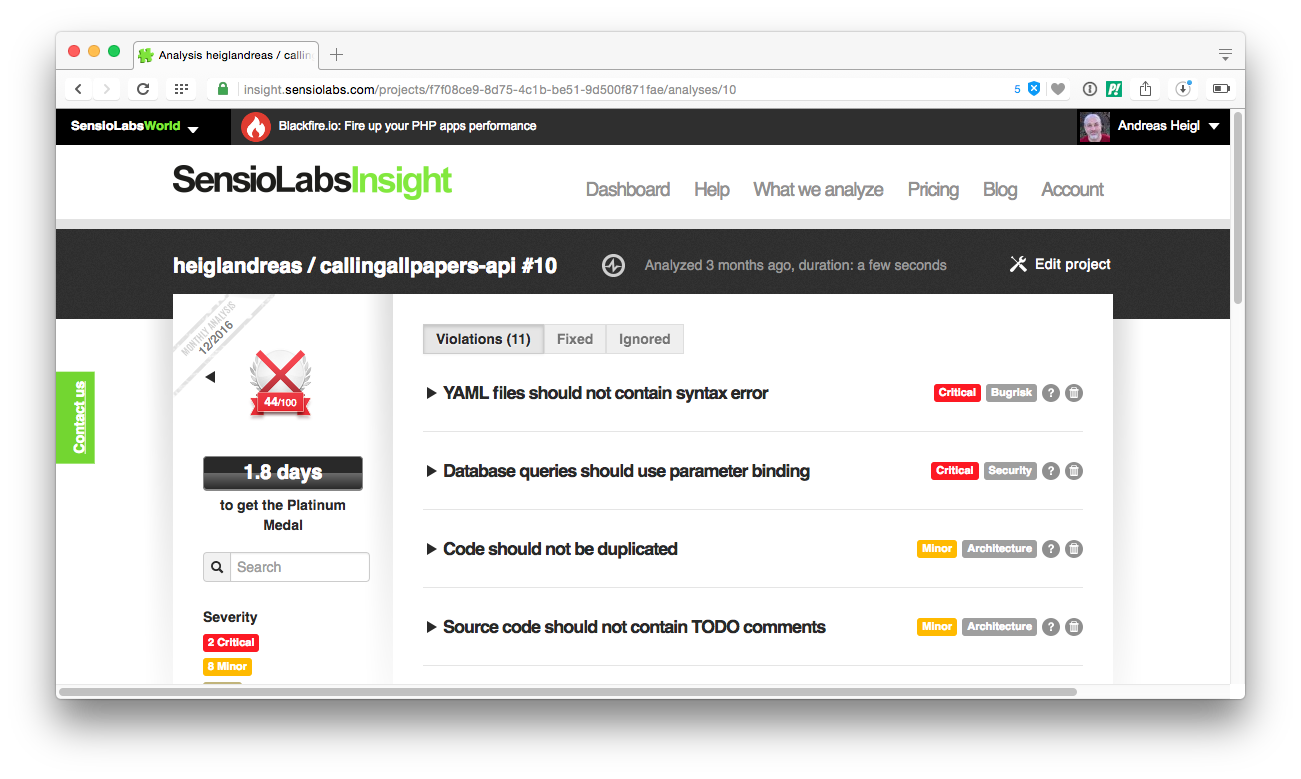 Analysis heiglandreas / callin
insight.sensiolabs.com/projects/f7f08ce9-8d75-4c1b-be51-9d500f871fae/analyses/10
5
SensioLabsWorld
Blackfire.io: Fire up your PHP apps performance
Andreas Heigl
SensioLabsInsight
Dashboard Help What we analyze Pricing Blog Account
heiglandreas / callingallpapers-api #10
Analyzed 3 months ago, duration: a few seconds
Edit project
MONTHLY ANALYSIS
12/2016
44/100
1.8 days
to get the Platinum
Medal
Search
Severity
2 Critical
8 Minor
Contact us
Violations (11) Fixed Ignored
YAML files should not contain syntax error Critical Bugrisk ?
Database queries should use parameter binding Critical Security ?
Code should not be duplicated Minor Architecture ?
Source code should not contain TODO comments Minor Architecture ?